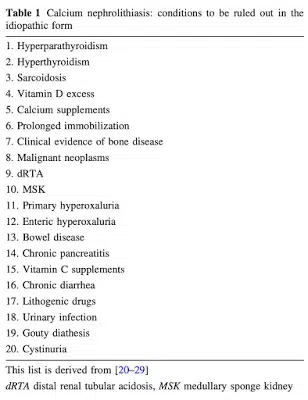 Table 1 Calcium nephrolithiasis: conditions to be ruled out in the
idiopathic form
1. Hyperparathyroidism
2. Hyperthyroidism
3. Sarcoidosis
4. Vitamin D excess
5. Calcium supplements
6. Prolonged immobilization
7. Clinical evidence of bone disease
8. Malignant neoplasms
9. dRTA
10. MSK
11. Primary hyperoxaluria
12. Enteric hyperoxaluria
13. Bowel disease
14. Chronic pancreatitis
15. Vitamin C supplements
16. Chronic diarrhea
17. Lithogenic drugs
18. Urinary infection
19. Gouty diathesis
20. Cystinuria
This list is derived from [20–29]
dRTA distal renal tubular acidosis, MSK medullary sponge kidney